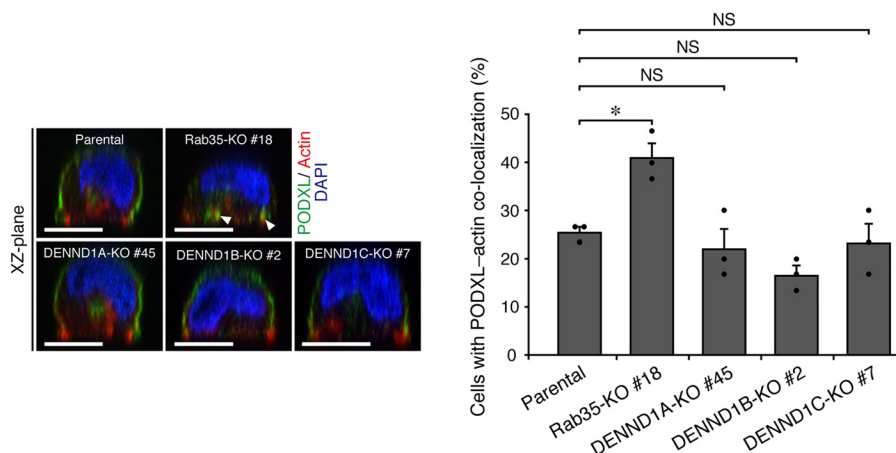 XZ-plane
Parental
Rab35-KO #18
PODXL/Actin
DAPI
DENND1A-KO #45
DENND1B-KO #2
DENND1C-KO #7
Cells with PODXL–actin co-localization (%)
NS
NS
NS
*
50
40
30
20
10
0
Parental
Rab35-KO #18
DENND1A-KO #45
DENND1B-KO #2
DENND1C-KO #7